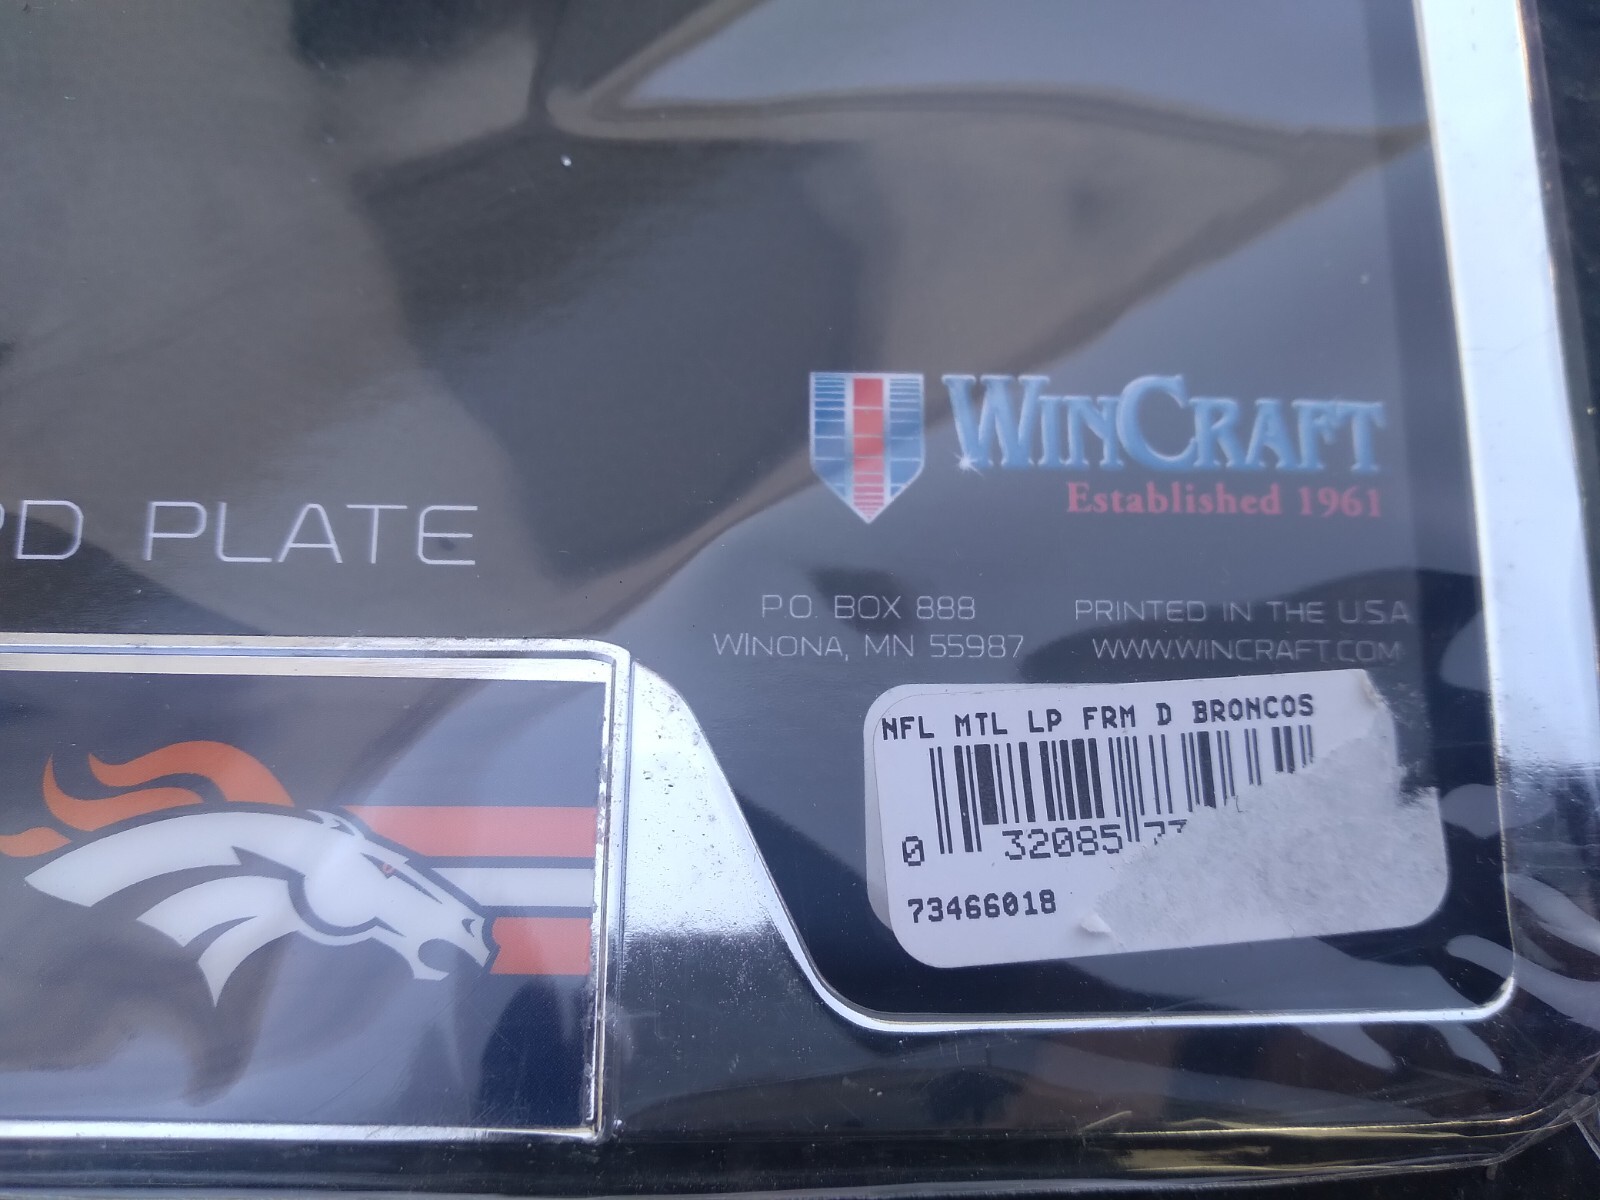 WINCRAFT
Established 1961
PLATE
P.O. BOX 888
WINONA, MN 55987
PRINTED IN THE USA
WWW.WINCRAFT.COM
NFL MTL LP FRM D BRONCOS
0 32085 73
73466018